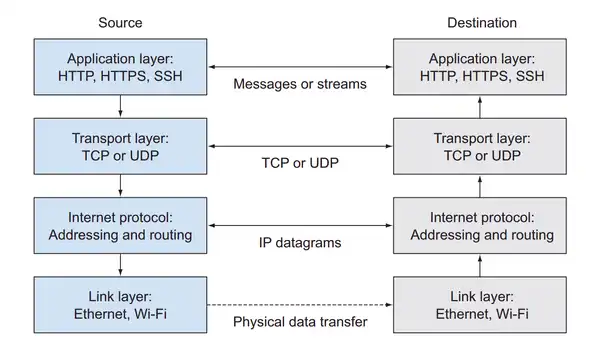 Source
Destination
Application layer:
HTTP, HTTPS, SSH
Messages or streams
Application layer:
HTTP, HTTPS, SSH
Transport layer:
TCP or UDP
TCP or UDP
Transport layer:
TCP or UDP
Internet protocol:
Addressing and routing
IP datagrams
Internet protocol:
Addressing and routing
Link layer:
Ethernet, Wi-Fi
Physical data transfer
Link layer:
Ethernet, Wi-Fi